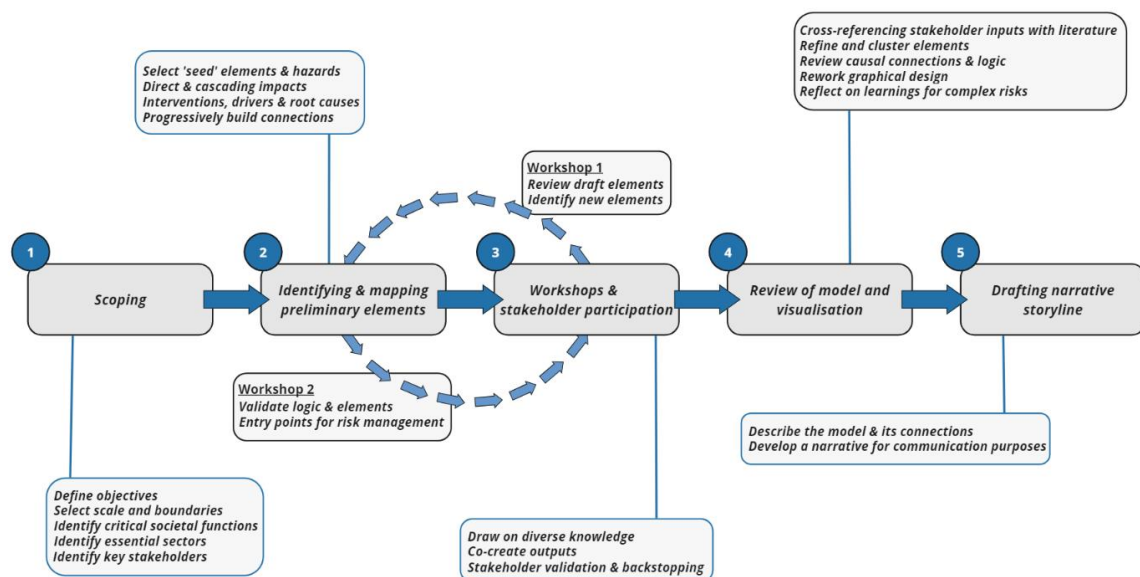 Cross-referencing stakeholder inputs with literature
Refine and cluster elements
Review causal connections & logic
Rework graphical design
Reflect on learnings for complex risks
Select 'seed' elements & hazards
Direct & cascading impacts
Interventions, drivers & root causes
Progressively build connections
Workshop 1
Review draft elements
Identify new elements
1
Scoping
2
Identifying & mapping
preliminary elements
3
Workshops &
stakeholder participation
4
Review of model and
visualisation
5
Drafting narrative
storyline
Workshop 2
Validate logic & elements
Entry points for risk management
Describe the model & its connections
Develop a narrative for communication purposes
Define objectives
Select scale and boundaries
Identify critical societal functions
Identify essential sectors
Identify key stakeholders
Draw on diverse knowledge
Co-create outputs
Stakeholder validation & backstopping